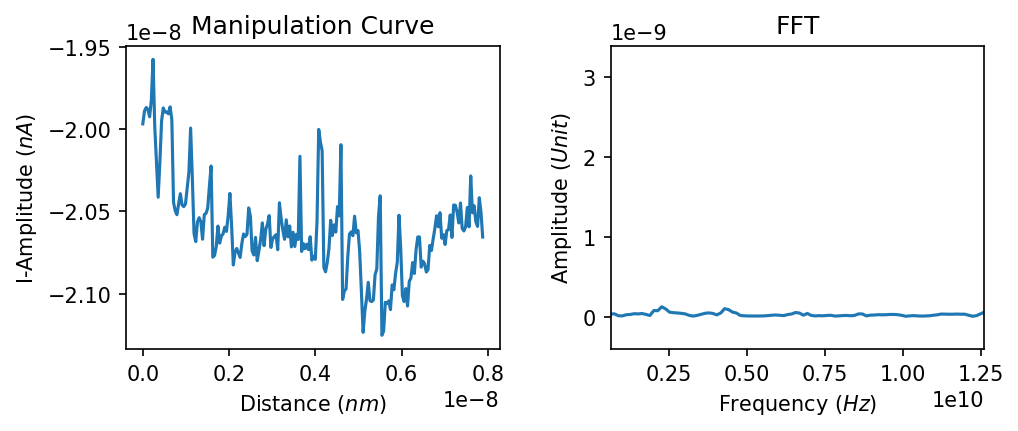 Manipulation Curve
1e−8
−1.95
−2.00
−2.05
−2.10
I-Amplitude (nA)
0.0 0.2 0.4 0.6 0.8
Distance (nm)
1e−8
FFT
1e−9
3
2
1
0
Amplitude (Unit)
0.25 0.50 0.75 1.00 1.25
Frequency (Hz)
1e10